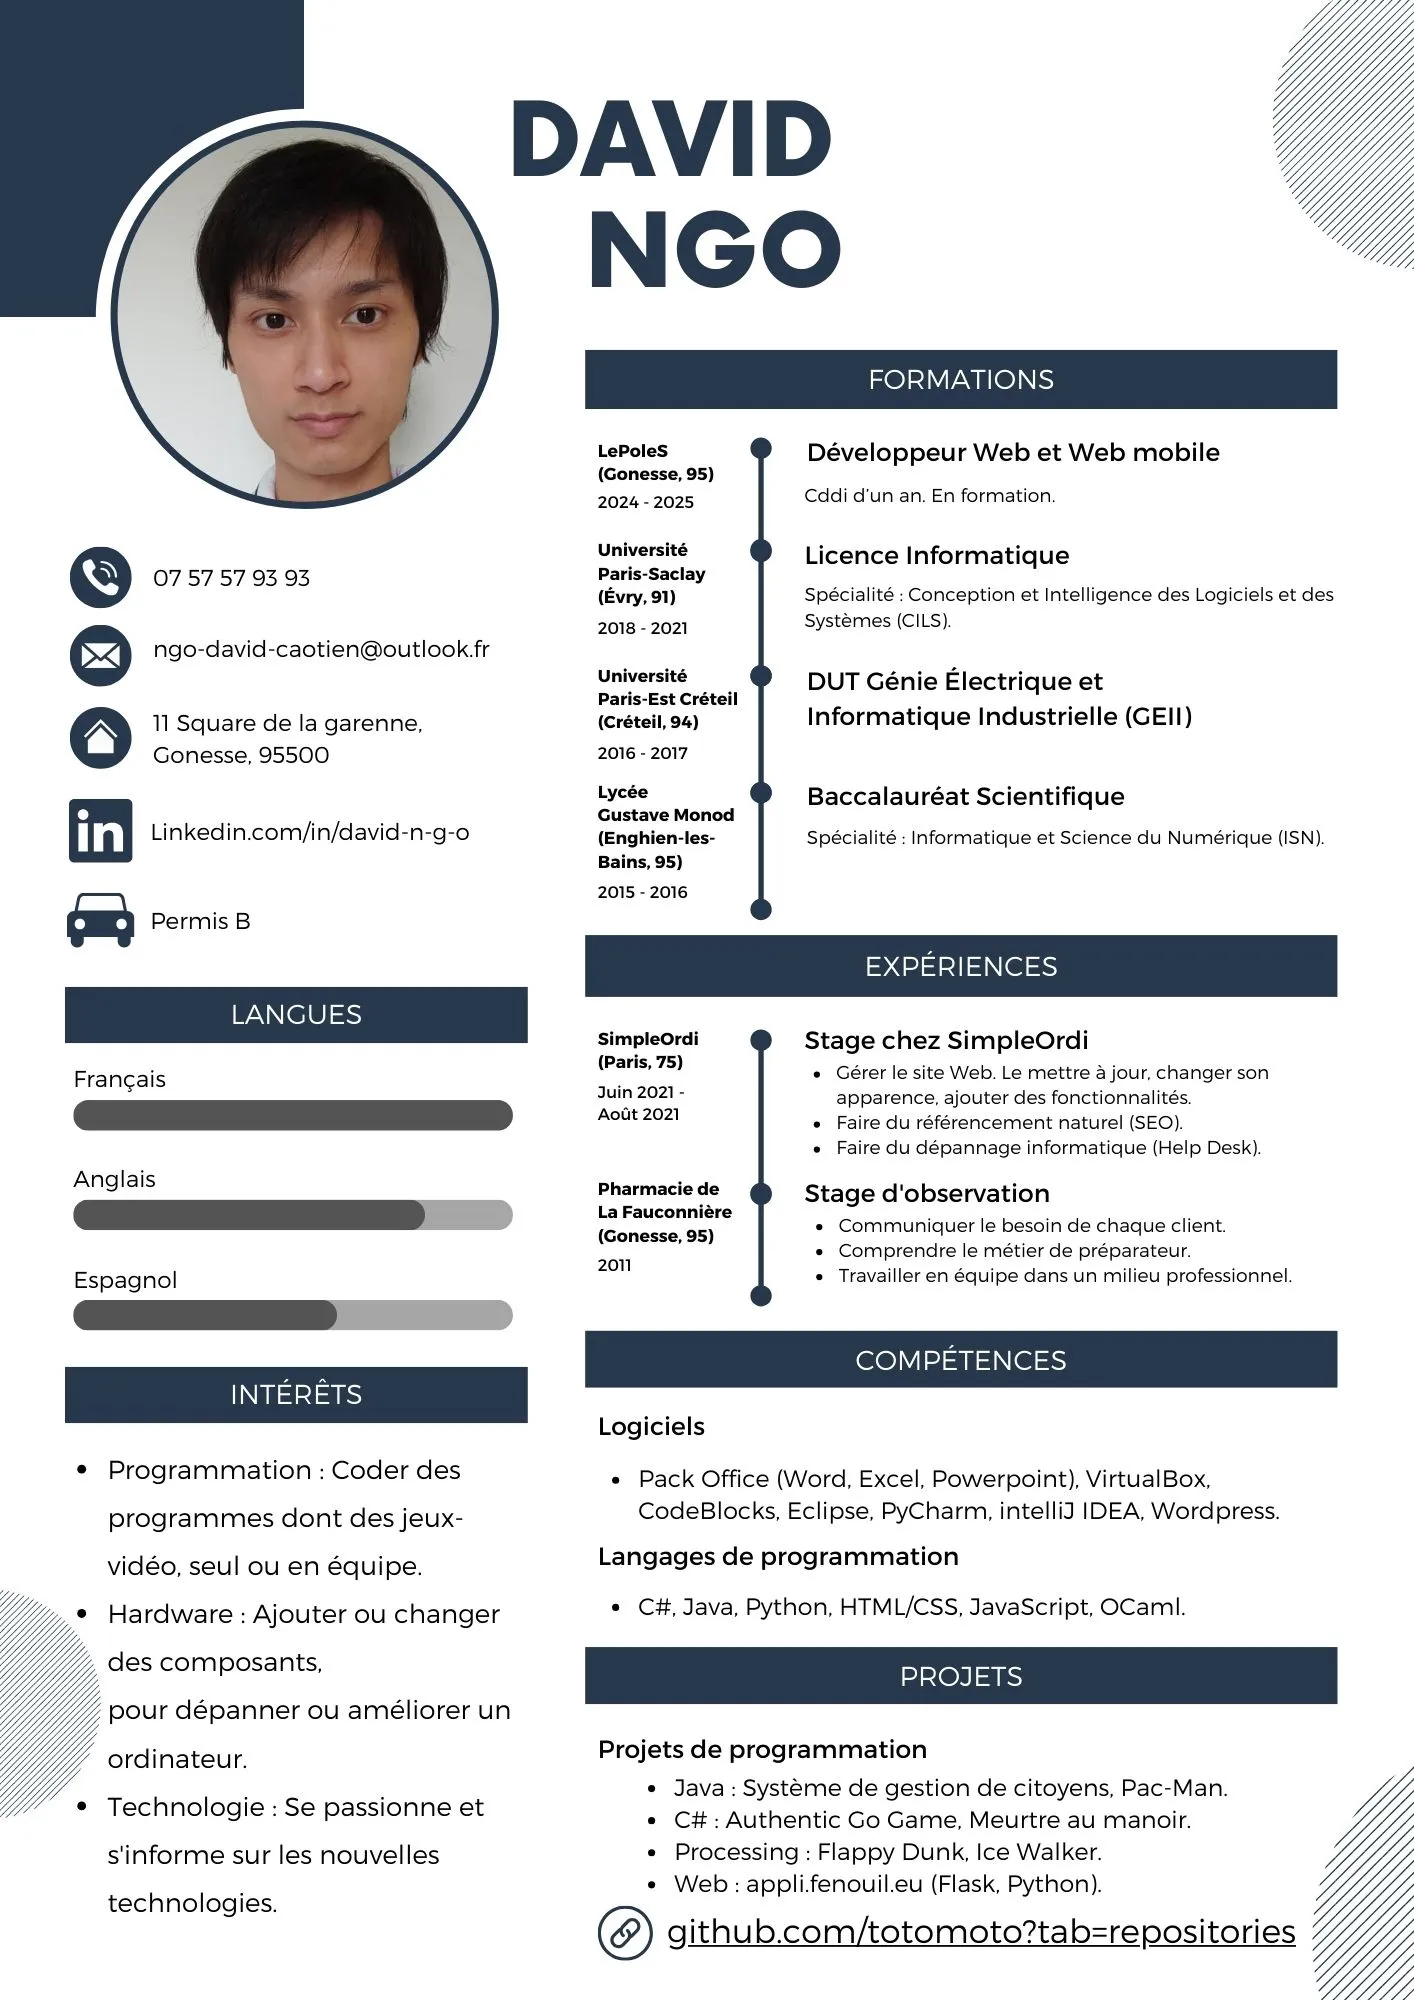 DAVID
NGO
07 57 57 93 93
ngo-david-caotien@outlook.fr
11 Square de la garenne,
Gonesse, 95500
Linkedin.com/in/david-n-g-o
Permis B
LANGUES
Français
Anglais
Espagnol
INTÉRÊTS
• Programmation : Coder des
programmes dont des jeux-
vidéo, seul ou en équipe.
• Hardware : Ajouter ou changer
des composants,
pour dépanner ou améliorer un
ordinateur.
• Technologie : Se passionne et
s'informe sur les nouvelles
technologies.
FORMATIONS
LePoleS
(Gonesse, 95)
2024 - 2025
Développeur Web et Web mobile
Cddi d’un an. En formation.
Université
Paris-Saclay
(Évry, 91)
2018 - 2021
Licence Informatique
Spécialité : Conception et Intelligence des Logiciels et des
Systèmes (CILS).
Université
Paris-Est Créteil
(Créteil, 94)
2016 - 2017
DUT Génie Électrique et
Informatique Industrielle (GEII)
Lycée
Gustave Monod
(Enghien-les-
Bains, 95)
2015 - 2016
Baccalauréat Scientifique
Spécialité : Informatique et Science du Numérique (ISN).
EXPÉRIENCES
SimpleOrdi
(Paris, 75)
Juin 2021 -
Août 2021
Stage chez SimpleOrdi
• Gérer le site Web. Le mettre à jour, changer son
apparence, ajouter des fonctionnalités.
• Faire du référencement naturel (SEO).
• Faire du dépannage informatique (Help Desk).
Pharmacie de
La Fauconnière
(Gonesse, 95)
2011
Stage d'observation
• Communiquer le besoin de chaque client.
• Comprendre le métier de préparateur.
• Travailler en équipe dans un milieu professionnel.
COMPÉTENCES
Logiciels
• Pack Office (Word, Excel, Powerpoint), VirtualBox,
CodeBlocks, Eclipse, PyCharm, intelliJ IDEA, Wordpress.
Langages de programmation
• C#, Java, Python, HTML/CSS, JavaScript, OCaml.
PROJETS
Projets de programmation
• Java : Système de gestion de citoyens, Pac-Man.
• C# : Authentic Go Game, Meurtre au manoir.
• Processing : Flappy Dunk, Ice Walker.
• Web : appli.fenouil.eu (Flask, Python).
github.com/totomoto?tab=repositories